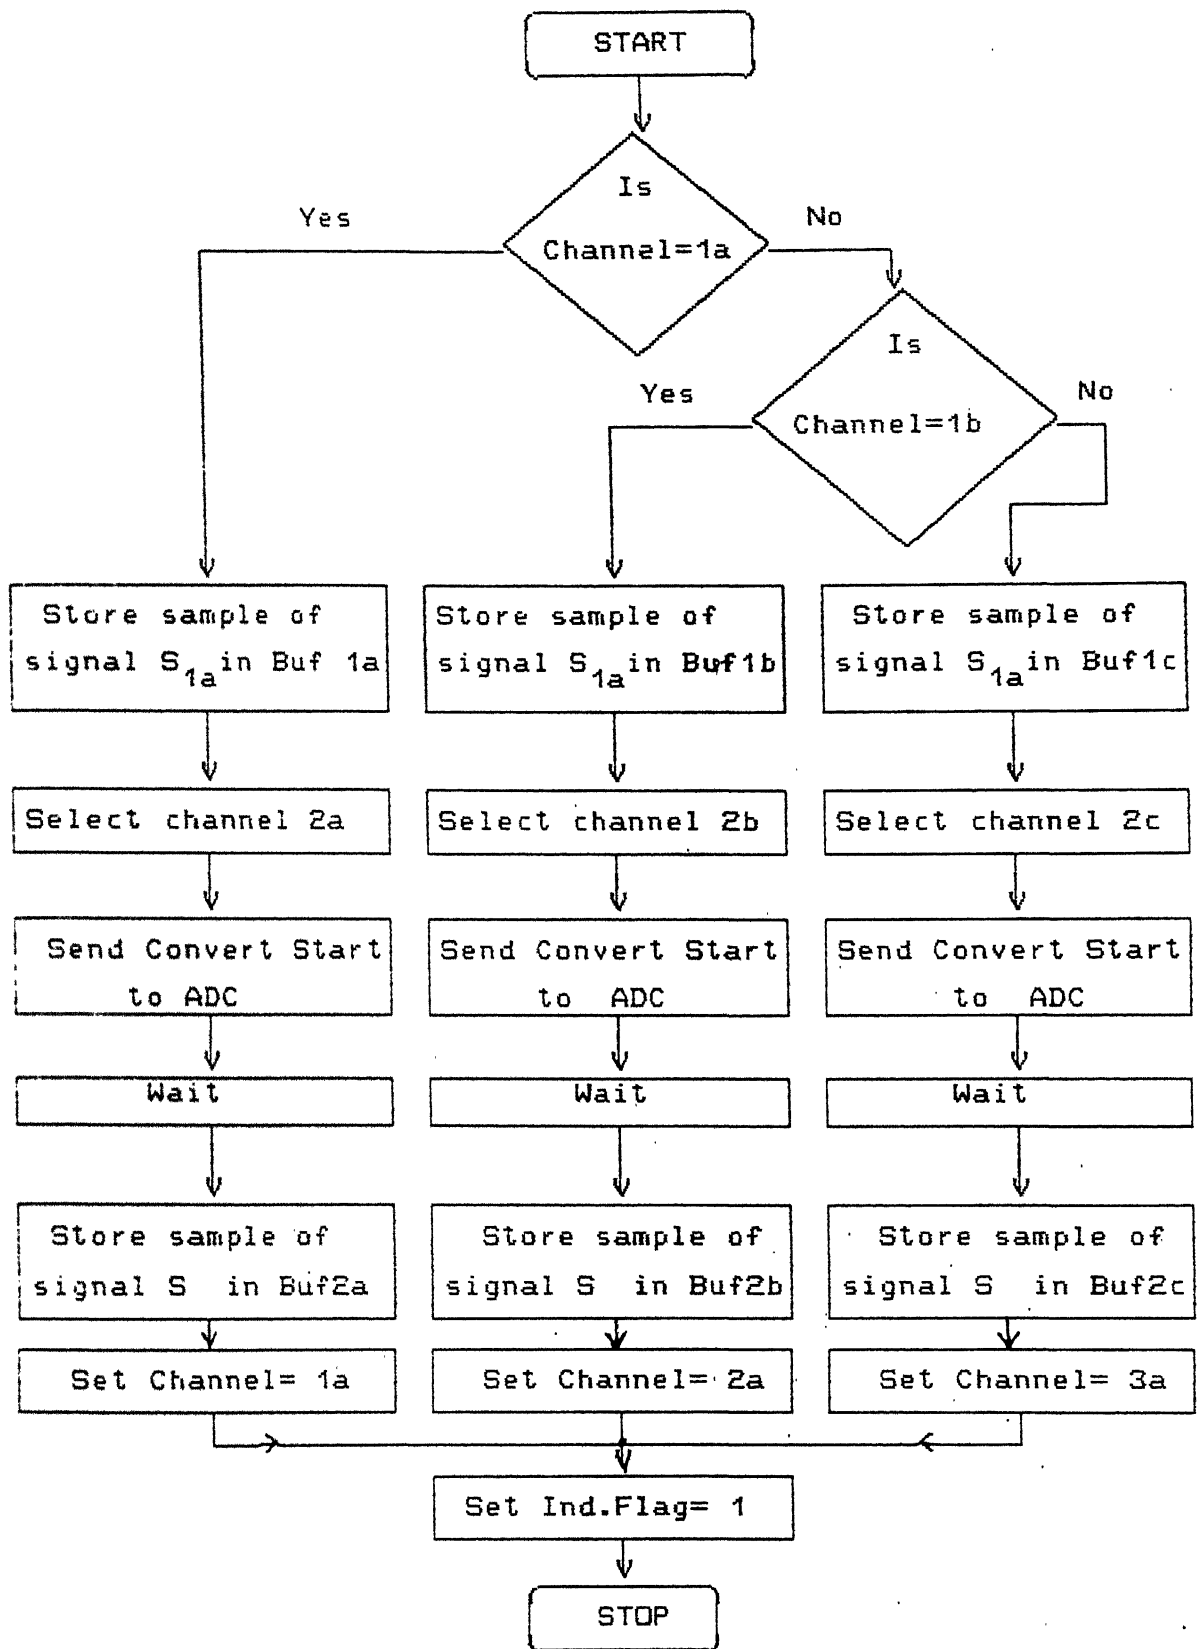 START
Is
Channel=1a
Yes
No
Is
Channel=1b
Yes
No
Store sample of
signal S1a in Buf 1a
Store sample of
signal S1a in Buf1b
Store sample of
signal S1a in Buf1c
Select channel 2a
Select channel 2b
Select channel 2c
Send Convert Start
to ADC
Send Convert Start
to ADC
Send Convert Start
to ADC
Wait
Wait
Wait
Store sample of
signal S in Buf2a
Store sample of
signal S in Buf2b
Store sample of
signal S in Buf2c
Set Channel= 1a
Set Channel= 2a
Set Channel= 3a
Set Ind.Flag= 1
STOP